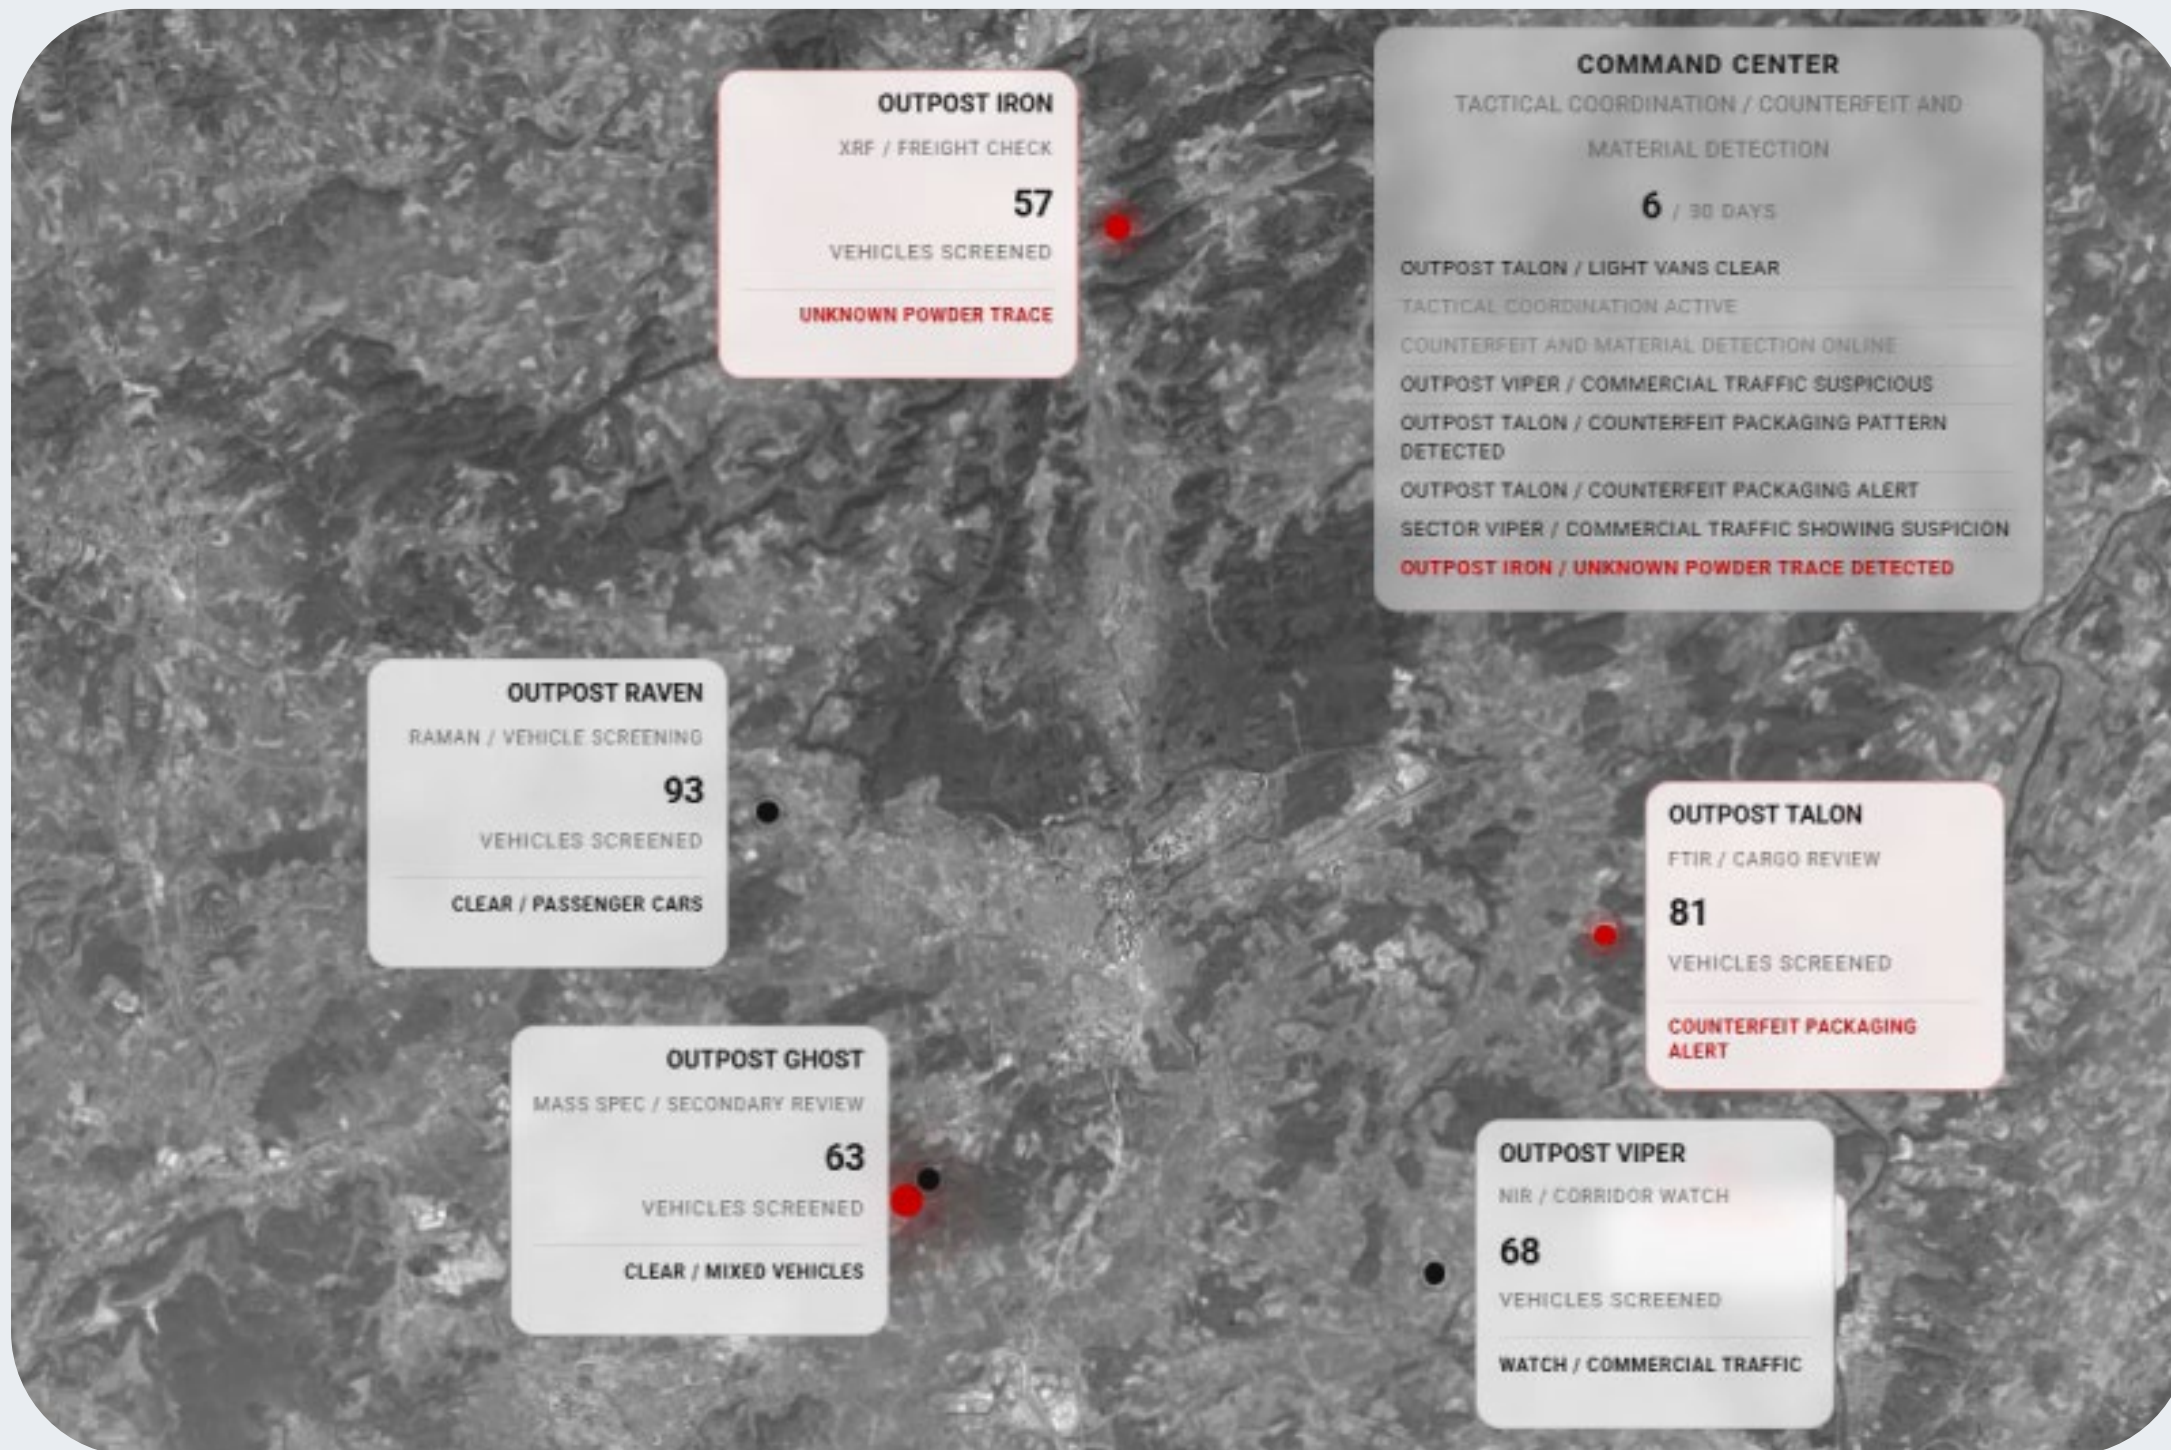 OUTPOST IRON
XRF / FREIGHT CHECK
57
VEHICLES SCREENED
UNKNOWN POWDER TRACE
COMMAND CENTER
TACTICAL COORDINATION / COUNTERFEIT AND
MATERIAL DETECTION
6 / 30 DAYS
OUTPOST TALON / LIGHT VANS CLEAR
TACTICAL COORDINATION ACTIVE
COUNTERFEIT AND MATERIAL DETECTION ONLINE
OUTPOST VIPER / COMMERCIAL TRAFFIC SUSPICIOUS
OUTPOST TALON / COUNTERFEIT PACKAGING PATTERN
DETECTED
OUTPOST TALON / COUNTERFEIT PACKAGING ALERT
SECTOR VIPER / COMMERCIAL TRAFFIC SHOWING SUSPICION
OUTPOST IRON / UNKNOWN POWDER TRACE DETECTED
OUTPOST RAVEN
RAMAN / VEHICLE SCREENING
93
VEHICLES SCREENED
CLEAR / PASSENGER CARS
OUTPOST TALON
FTIR / CARGO REVIEW
81
VEHICLES SCREENED
COUNTERFEIT PACKAGING
ALERT
OUTPOST GHOST
MASS SPEC / SECONDARY REVIEW
63
VEHICLES SCREENED
CLEAR / MIXED VEHICLES
OUTPOST VIPER
NIR / CORRIDOR WATCH
68
VEHICLES SCREENED
WATCH / COMMERCIAL TRAFFIC